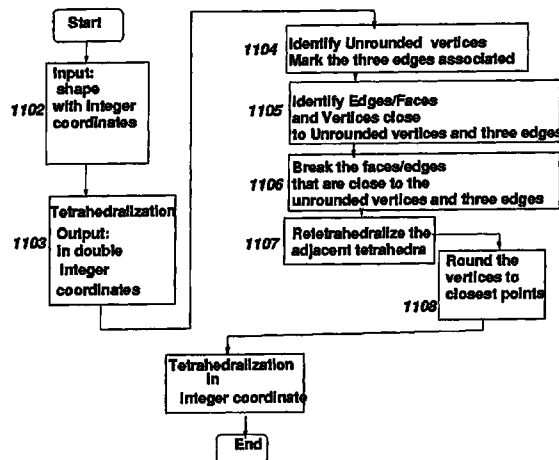 Start
1102
Input:
shape
with Integer
coordinates
1103
Tetrahedralization
Output:
in double
Integer
coordinates
1104
Identify Unrounded vertices
Mark the three edges associated
1105
Identify Edges/Faces
and Vertices close
to Unrounded vertices and three edges
1106
Break the faces/edges
that are close to the
unrounded vertices and three edges
1107
Retetrahedralize the
adjacent tetrahedra
1108
Round the
vertices to
closest points
Tetrahedralization
in
Integer coordinate
End